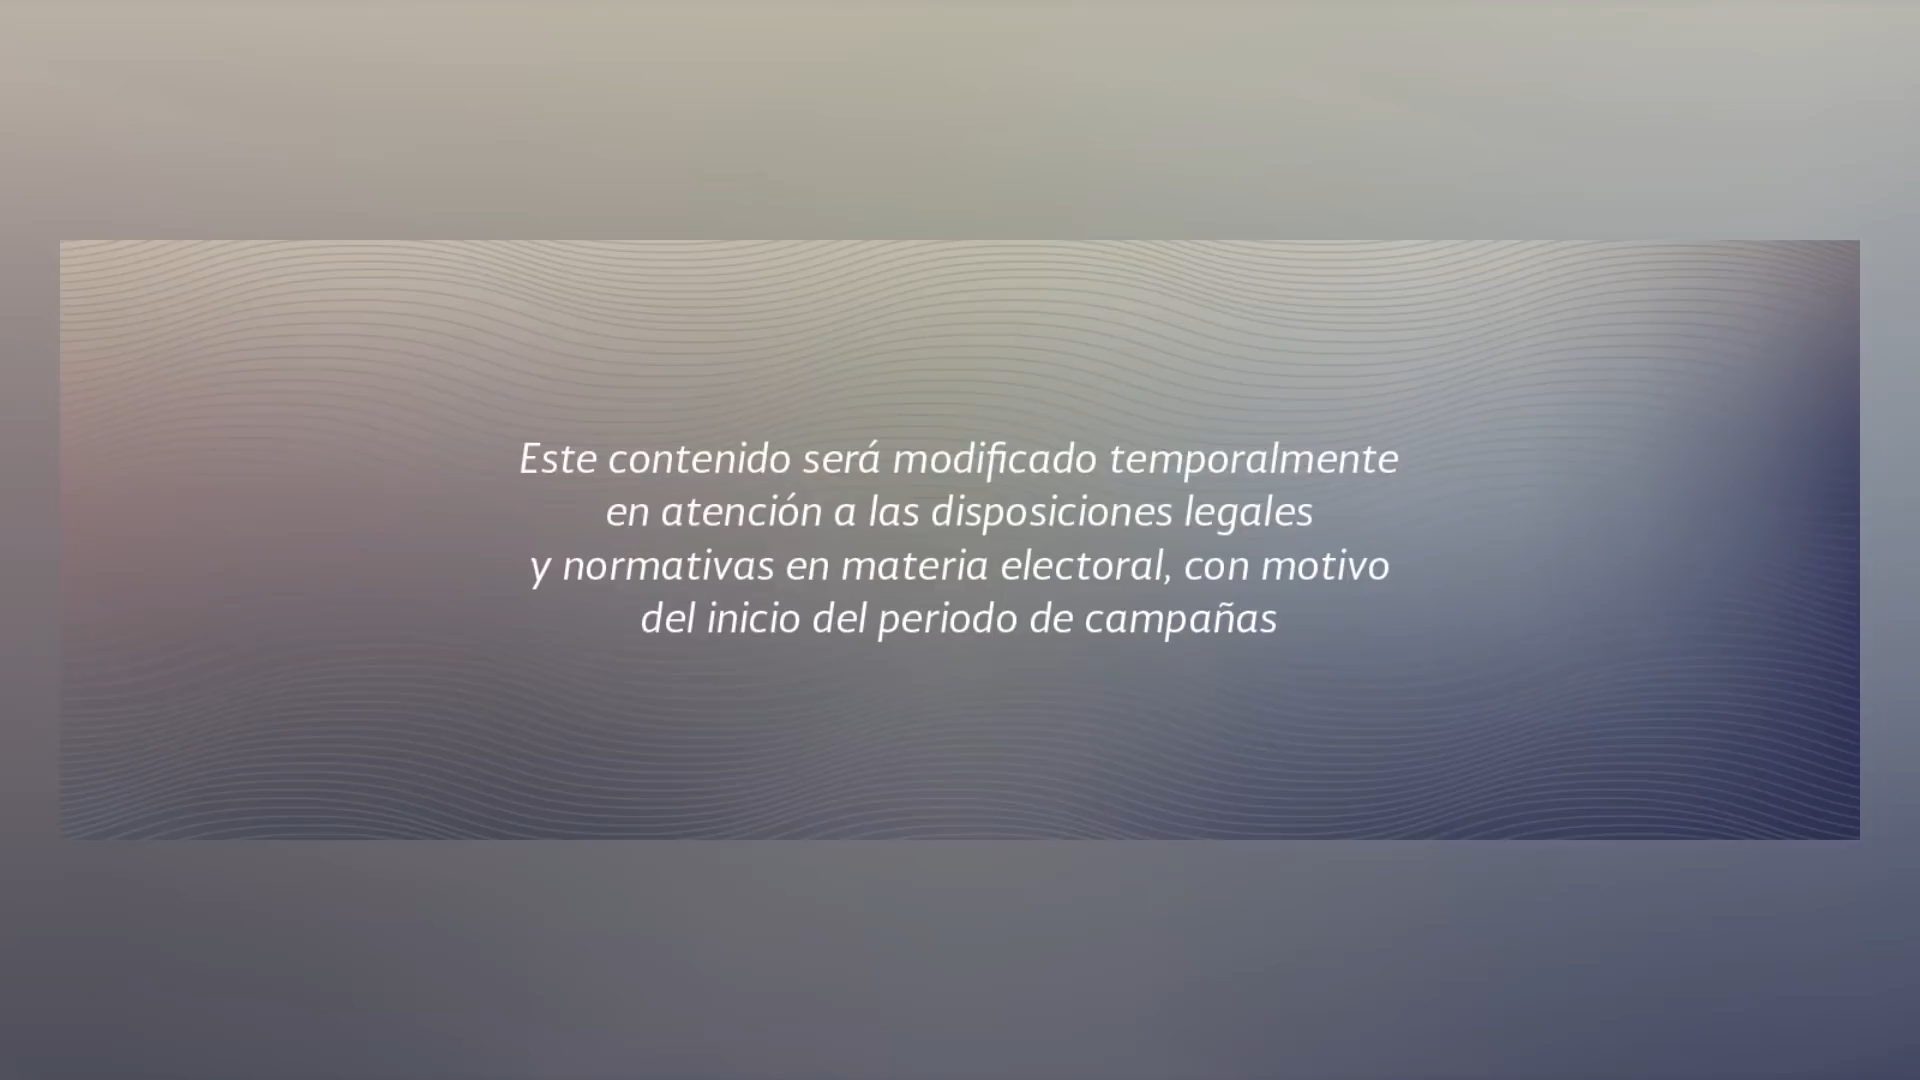 Este contenido será modificado temporalmente
en atención a las disposiciones legales
y normativas en materia electoral, con motivo
del inicio del periodo de campañas